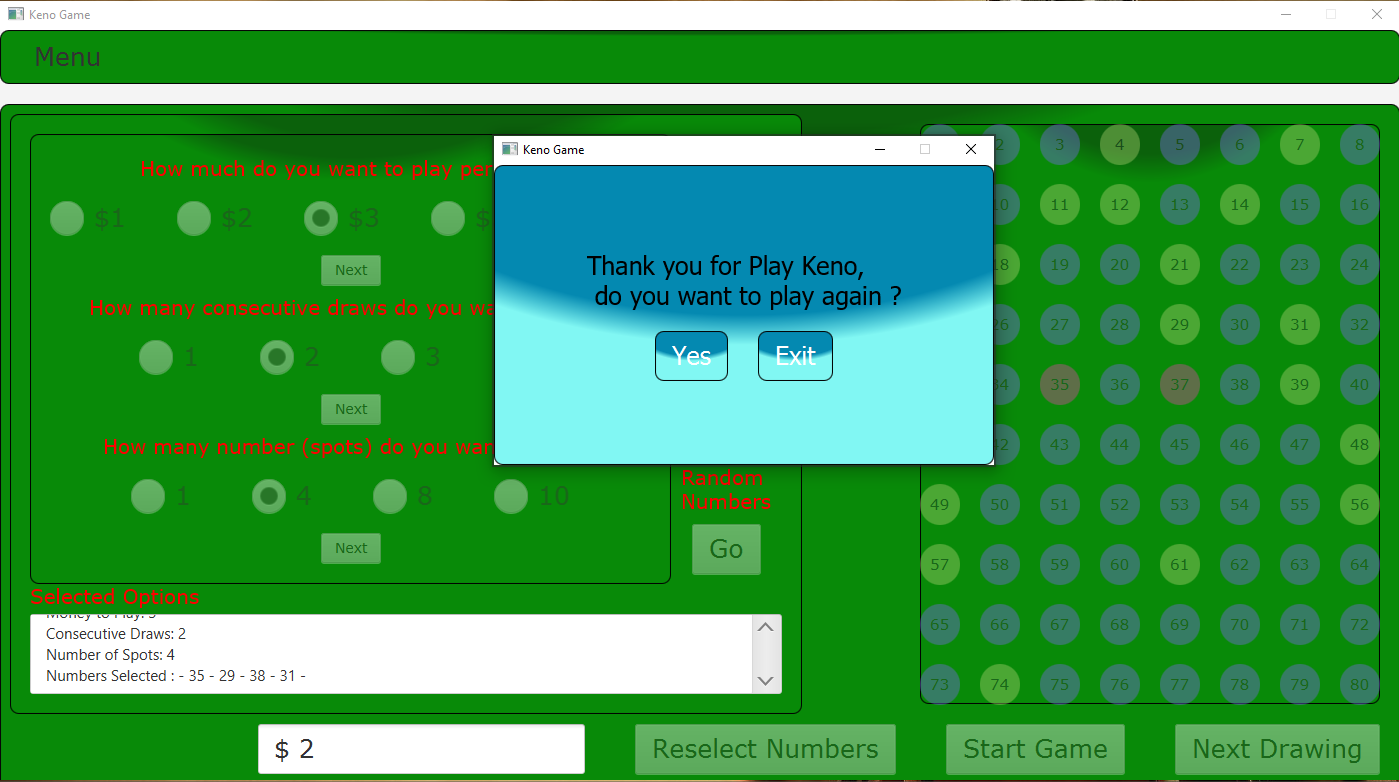 Keno Game
Menu
How much do you want to play per
$1 $2 $3 $
Next
How many consecutive draws do you wa
1 2 3
Next
How many number (spots) do you wan
1 4 8 10
Next
Random
Numbers
Go
Selected Options
Money to Play: 3
Consecutive Draws: 2
Number of Spots: 4
Numbers Selected : - 35 - 29 - 38 - 31 -
Keno Game
Thank you for Play Keno,
do you want to play again ?
Yes Exit
2 3 4 5 6 7 8
10 11 12 13 14 15 16
18 19 20 21 22 23 24
26 27 28 29 30 31 32
34 35 36 37 38 39 40
42 43 44 45 46 47 48
49 50 51 52 53 54 55 56
57 58 59 60 61 62 63 64
65 66 67 68 69 70 71 72
73 74 75 76 77 78 79 80
$ 2
Reselect Numbers
Start Game
Next Drawing